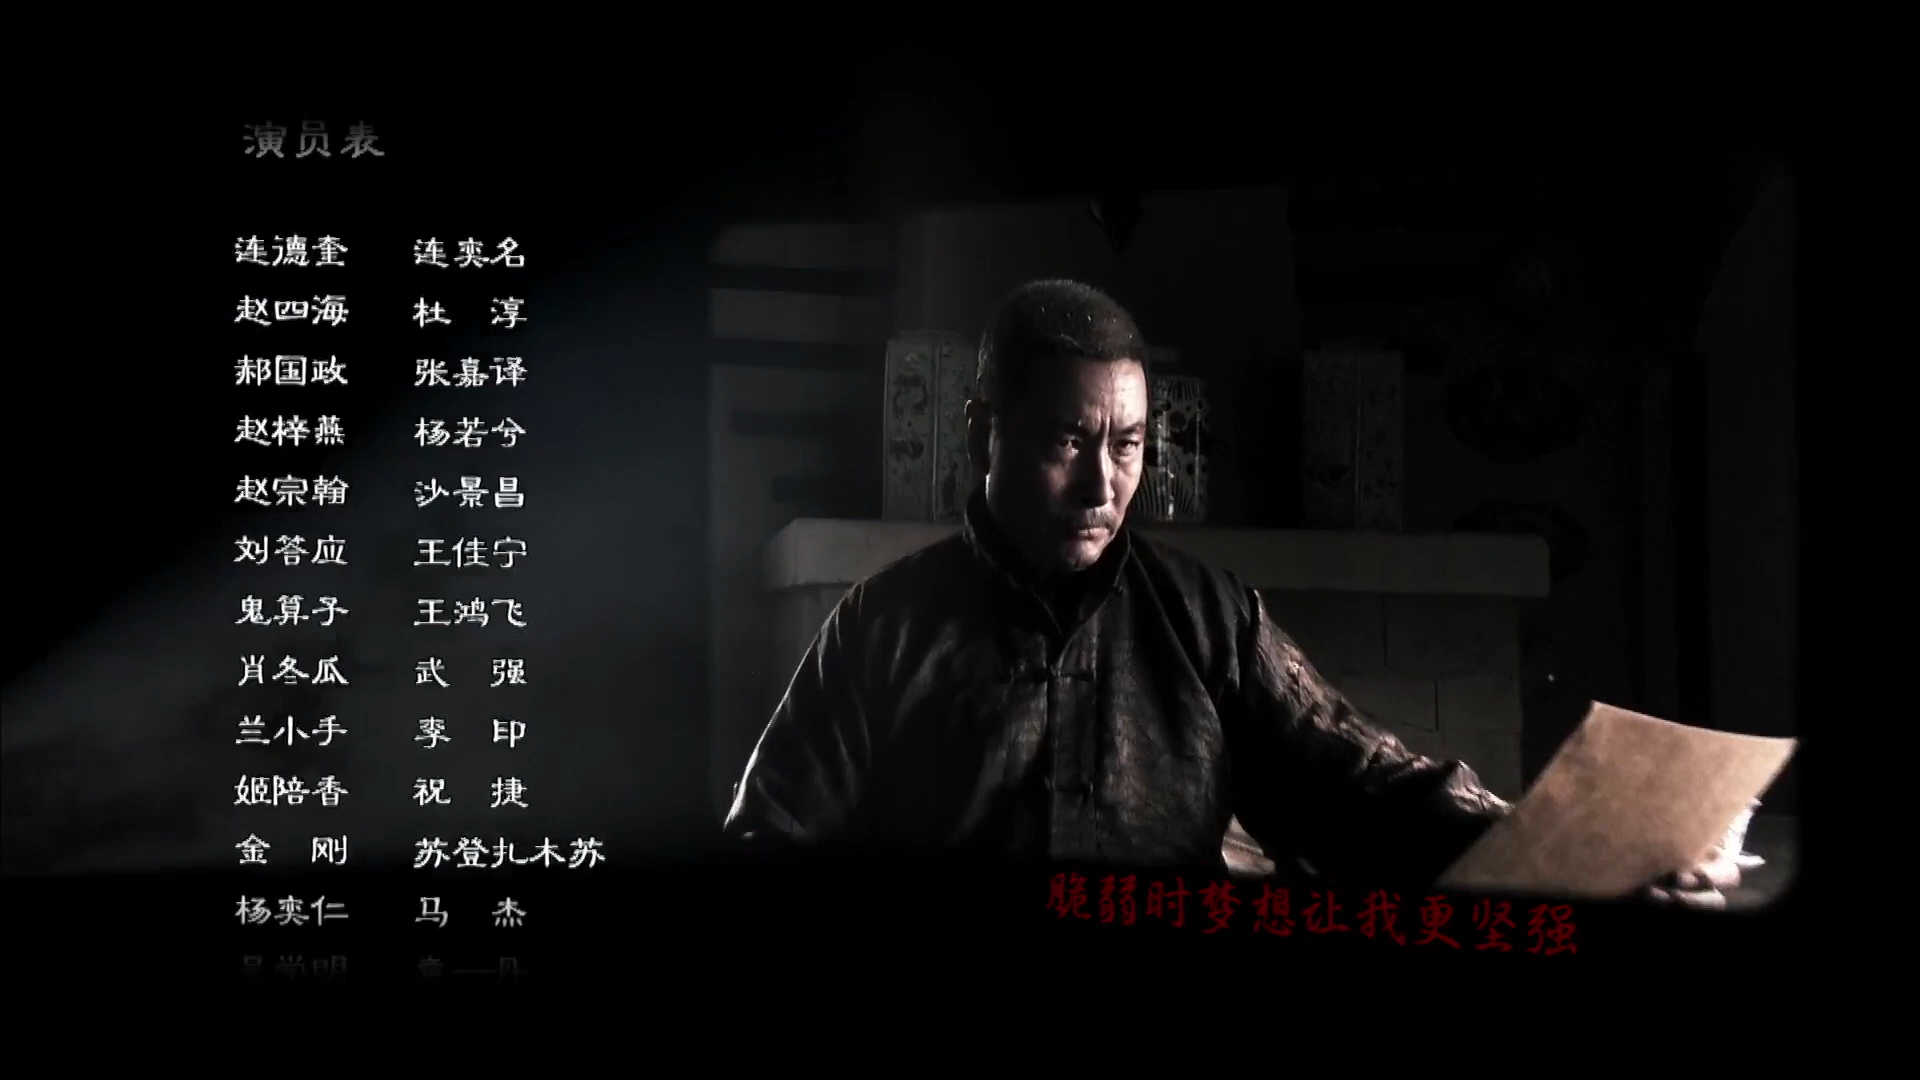 演员表
连德奎 连奕名
赵四海 杜 淳
郝国政 张嘉译
赵梓燕 杨若兮
赵宗翰 沙景昌
刘答应 王佳宁
鬼算子 王鸿飞
肖冬瓜 武 强
兰小手 李 印
姬陪香 祝 捷
金 刚 苏登扎木苏
杨奕仁 马 杰
脆弱时梦想让我更坚强